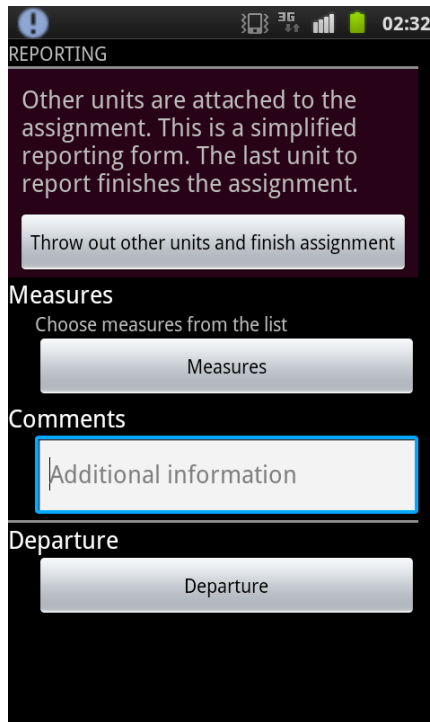 3G 02:32
REPORTING
Other units are attached to the
assignment. This is a simplified
reporting form. The last unit to
report finishes the assignment.
Throw out other units and finish assignment
Measures
Choose measures from the list
Measures
Comments
Additional information
Departure
Departure